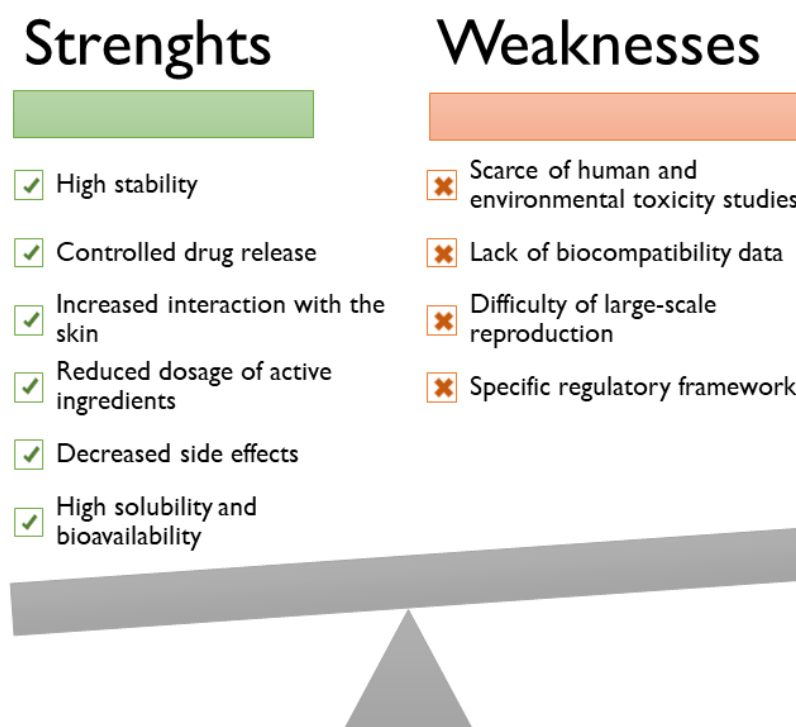 Strenghts
High stability
Controlled drug release
Increased interaction with the
skin
Reduced dosage of active
ingredients
Decreased side effects
High solubility and
bioavailability
Weaknesses
Scarce of human and
environmental toxicity studies
Lack of biocompatibility data
Difficulty of large-scale
reproduction
Specific regulatory framework